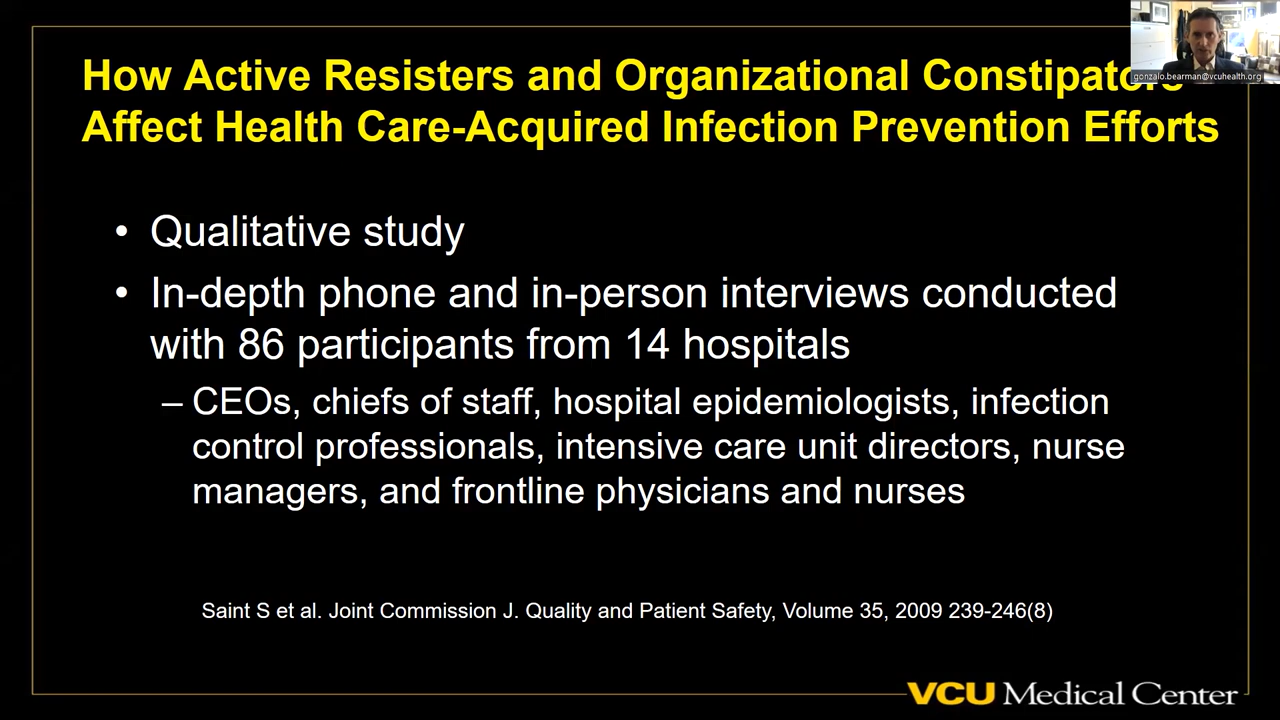 How Active Resisters and Organizational Constipators
Affect Health Care-Acquired Infection Prevention Efforts
gonzalo.bearman@vcuhealth.org
• Qualitative study
• In-depth phone and in-person interviews conducted
with 86 participants from 14 hospitals
– CEOs, chiefs of staff, hospital epidemiologists, infection
control professionals, intensive care unit directors, nurse
managers, and frontline physicians and nurses
Saint S et al. Joint Commission J. Quality and Patient Safety, Volume 35, 2009 239-246(8)
VCU Medical Center